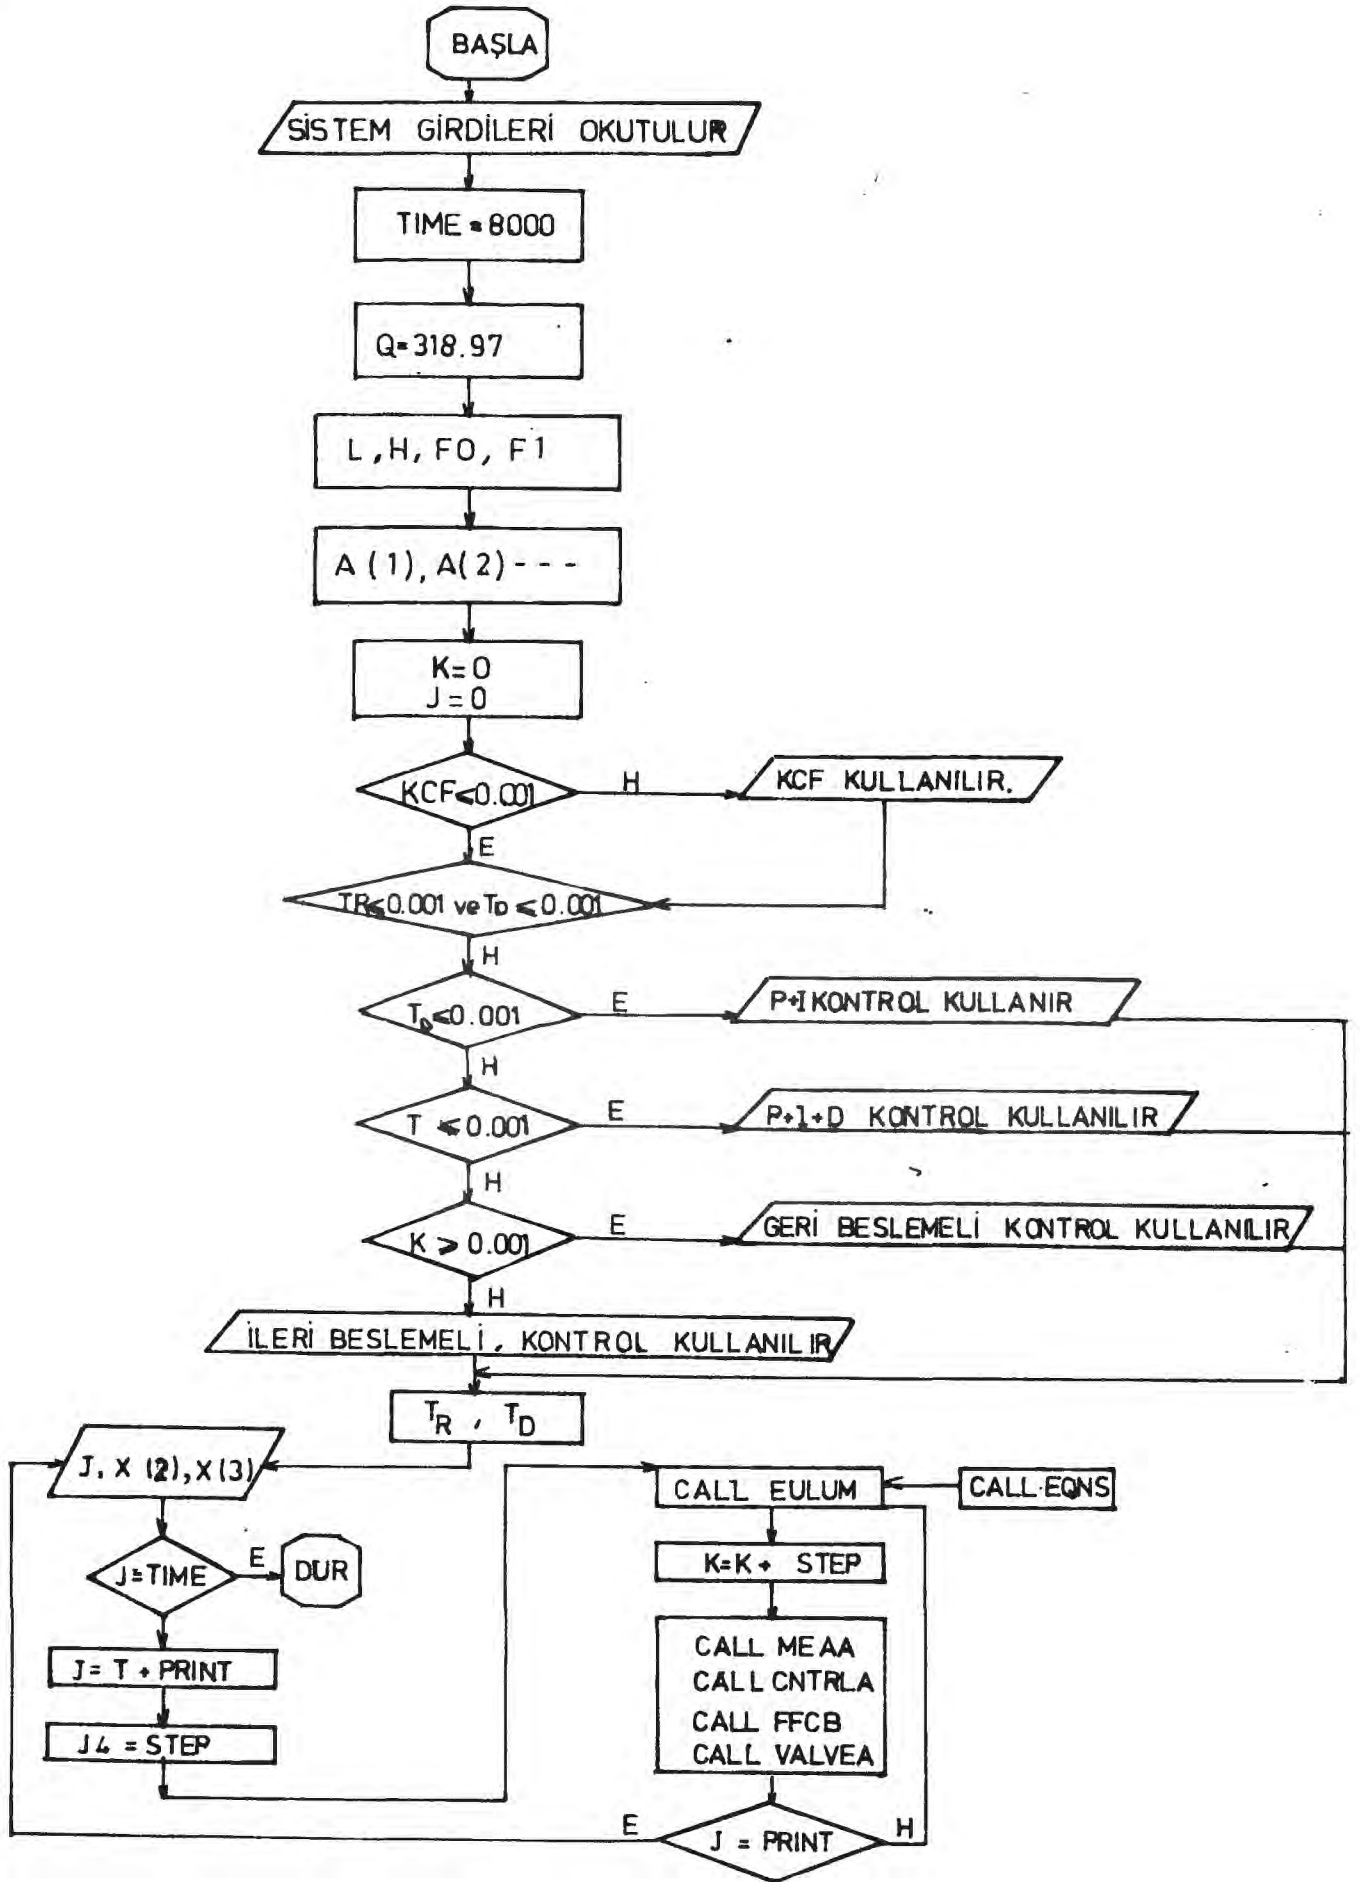 BAŞLA
SİSTEM GİRDİLERİ OKUTULUR
TIME = 8000
Q=318.97
L ,H, FO, F1
A ( 1 ), A( 2 ) - - -
K=0
J=0
KCF⩽0.001
H
KCF KULLANILIR.
E
TR⩽0.001 ve TD ⩽0.001
H
TD⩽0.001
E
P+I KONTROL KULLANIR
H
T ⩽0.001
E
P+1+D KONTROL KULLANILIR
H
K ⩾ 0.001
E
GERİ BESLEMELİ KONTROL KULLANILIR
H
İLERİ BESLEMELİ, KONTROL KULLANILIR
TR , TD
J, X (2), X(3)
CALL EULUM
CALL EQNS
J=TIME
E
DUR
K=K+ STEP
J= T + PRINT
CALL MEAA
CALL CNTRLA
CALL FFCB
CALL VALVEA
J4 = STEP
E
J = PRINT
H